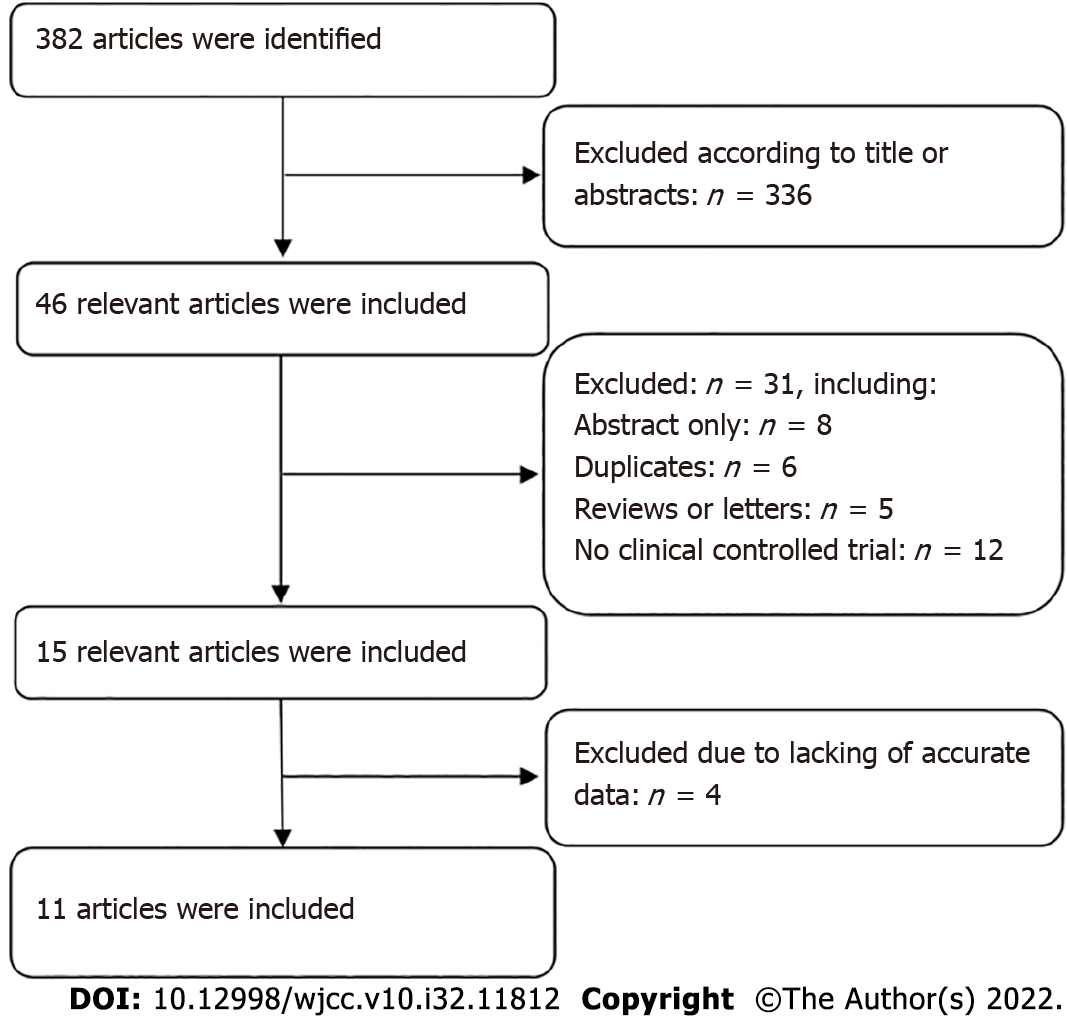 382 articles were identified
Excluded according to title or
abstracts: n = 336
46 relevant articles were included
Excluded: n = 31, including:
Abstract only: n = 8
Duplicates: n = 6
Reviews or letters: n = 5
No clinical controlled trial: n = 12
15 relevant articles were included
Excluded due to lacking of accurate
data: n = 4
11 articles were included
DOI: 10.12998/wjcc.v10.i32.11812 Copyright ©The Author(s) 2022.